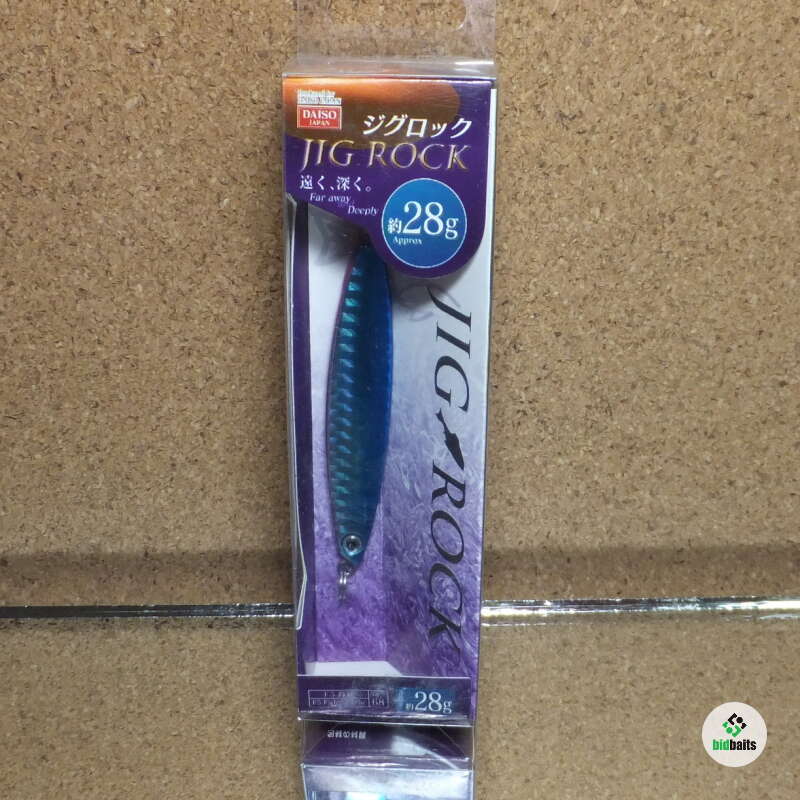 DAISO
JAPAN
ジグロック
JIG ROCK
遠く、深く。
Far away
Deeply
約28g
Approx
JIG ROCK
68
約28g
bidbaits